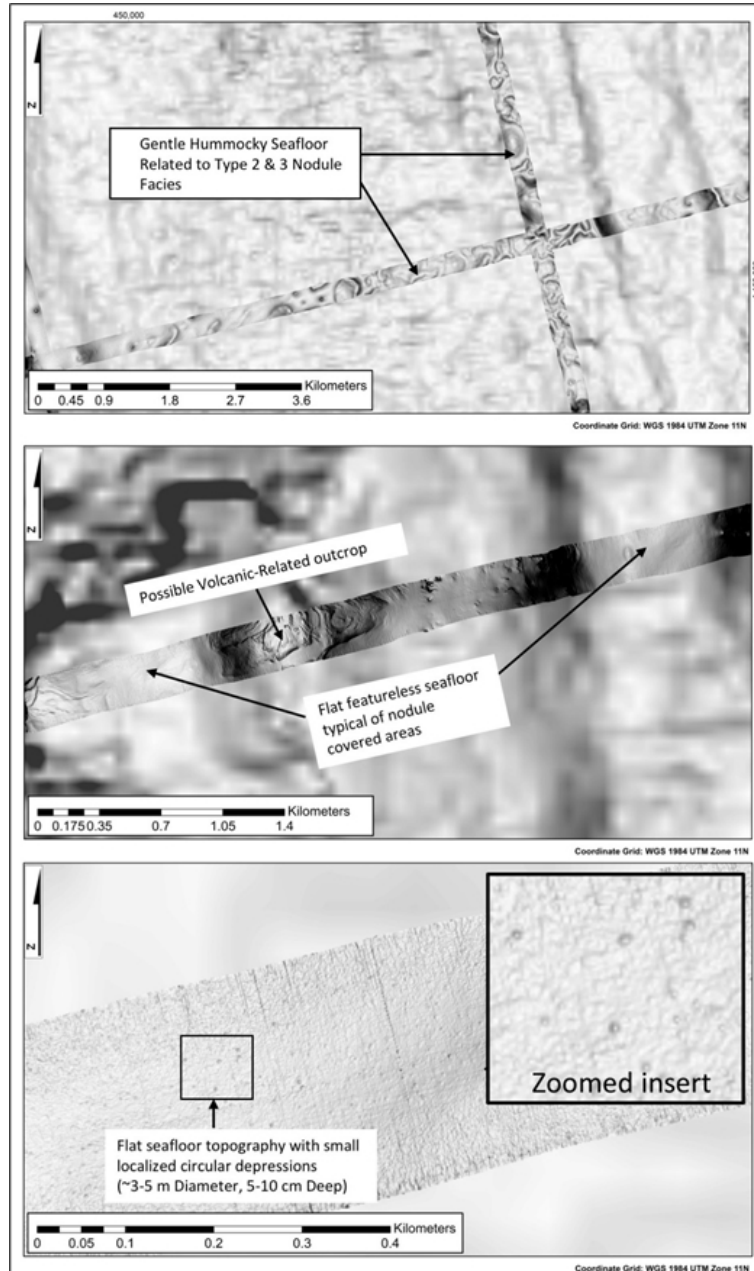 450,000
N
Gentle Hummocky Seafloor
Related to Type 2 & 3 Nodule
Facies
Kilometers
0 0.45 0.9 1.8 2.7 3.6
Coordinate Grid: WGS 1984 UTM Zone 11N
N
Possible Volcanic-Related outcrop
Flat featureless seafloor
typical of nodule
covered areas
Kilometers
0 0.175 0.35 0.7 1.05 1.4
Coordinate Grid: WGS 1984 UTM Zone 11N
N
Zoomed insert
Flat seafloor topography with small
localized circular depressions
(~3-5 m Diameter, 5-10 cm Deep)
Kilometers
0 0.05 0.1 0.2 0.3 0.4
Coordinate Grid: WGS 1984 UTM Zone 11N